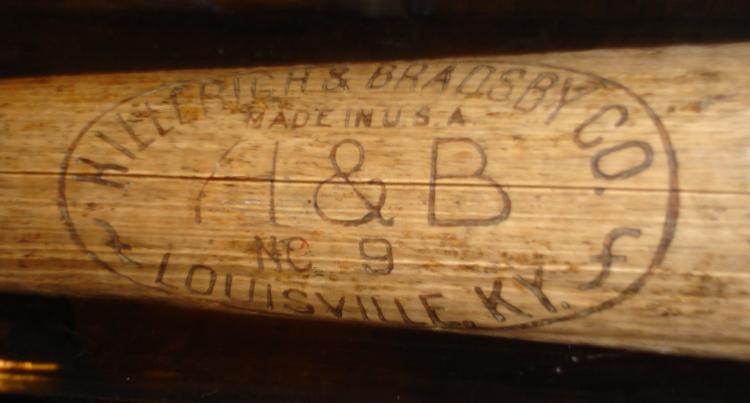 HILLERICH & BRADSBY CO.
MADE IN U.S.A.
H & B
NO. 9
LOUISVILLE, KY.